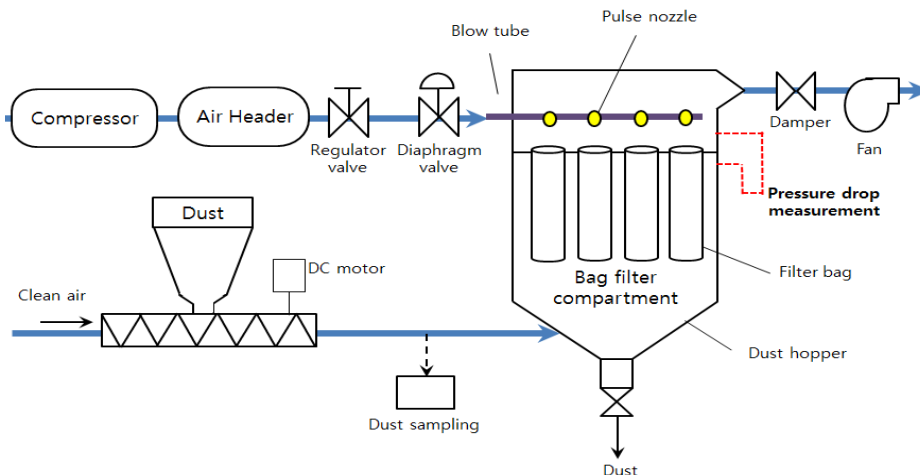 Pulse nozzle
Blow tube
Compressor
Air Header
Regulator
valve
Diaphragm
valve
Damper
Fan
Pressure drop
measurement
Dust
DC motor
Clean air
Filter bag
Bag filter
compartment
Dust hopper
Dust sampling
Dust